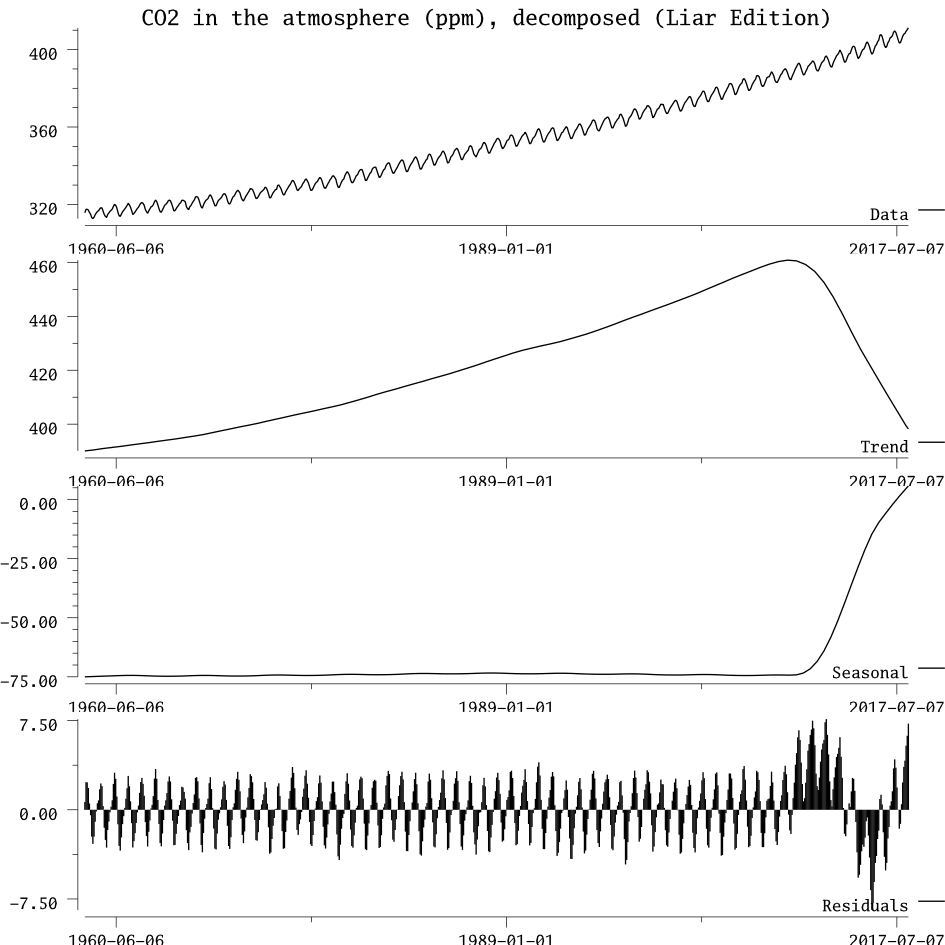 CO2 in the atmosphere (ppm), decomposed (Liar Edition)
400
360
320
Data
1960-06-06 1989-01-01 2017-07-07
460
440
420
400
Trend
1960-06-06 1989-01-01 2017-07-07
0.00
-25.00
-50.00
-75.00
Seasonal
1960-06-06 1989-01-01 2017-07-07
7.50
0.00
-7.50
Residuals
1960-06-06 1989-01-01 2017-07-07